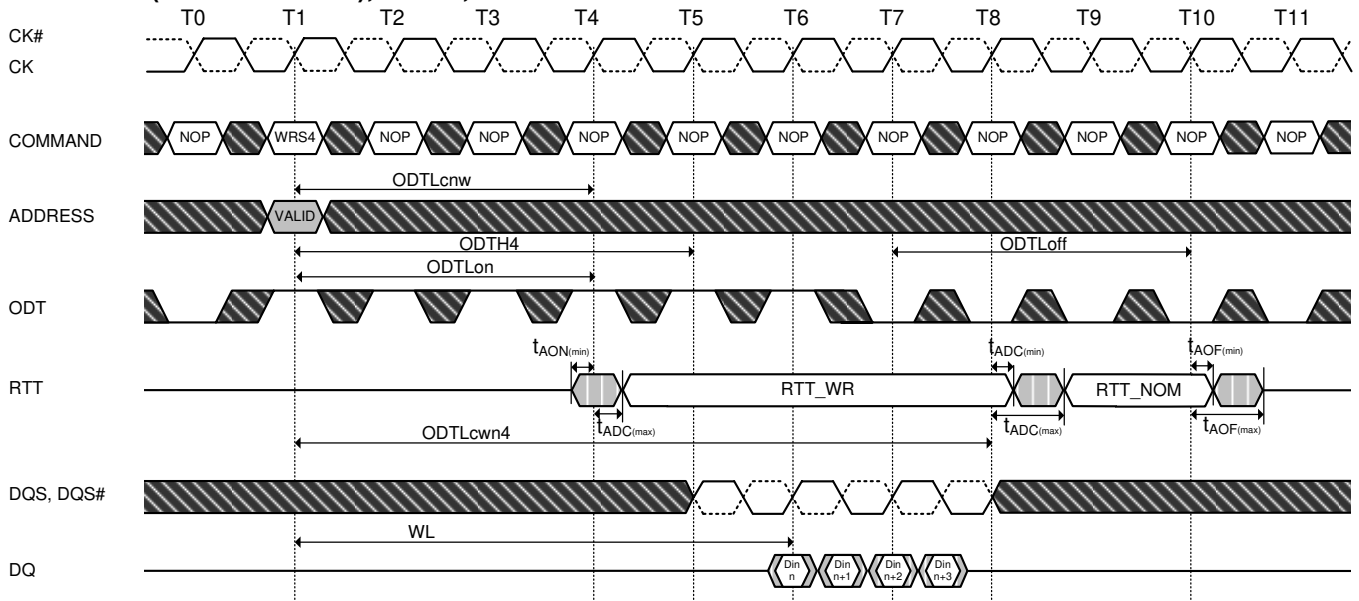 T0 T1 T2 T3 T4 T5 T6 T7 T8 T9 T10 T11
CK#
CK
COMMAND
NOP WRS4 NOP NOP NOP NOP NOP NOP NOP NOP NOP NOP
ODTLcnw
ADDRESS
VALID
ODTH4 ODTLoff
ODTLon
ODT
tAON(min) tADC(min) tAOF(min)
RTT
RTT_WR RTT_NOM
tADC(max) tADC(max) tAOF(max)
ODTLcwn4
DQS, DQS#
WL
DQ
Din n Din n+1 Din n+2 Din n+3